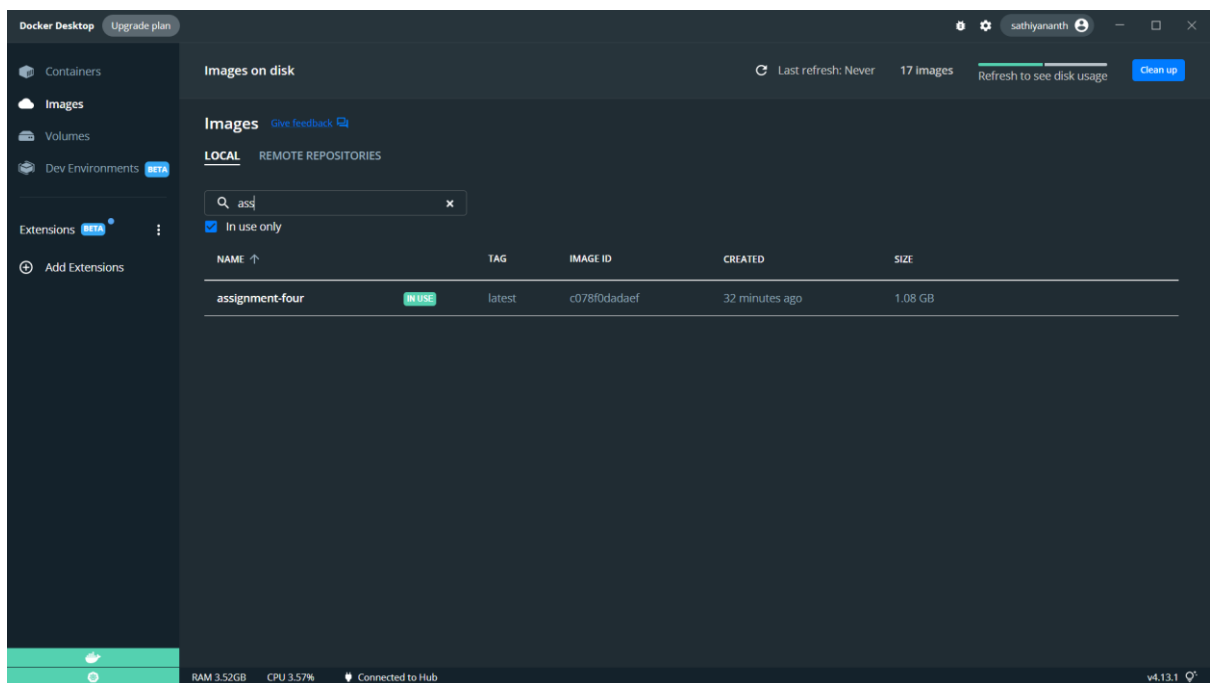 Docker Desktop Upgrade plan sathiyananth
Containers
Images
Volumes
Dev Environments BETA
Extensions BETA
Add Extensions
Images on disk Last refresh: Never 17 images Refresh to see disk usage Clean up
Images Give feedback
LOCAL REMOTE REPOSITORIES
ass
In use only
NAME TAG IMAGE ID CREATED SIZE
assignment-four IN USE latest c078f0dadaef 32 minutes ago 1.08 GB
RAM 3.52GB CPU 3.57% Connected to Hub v4.13.1